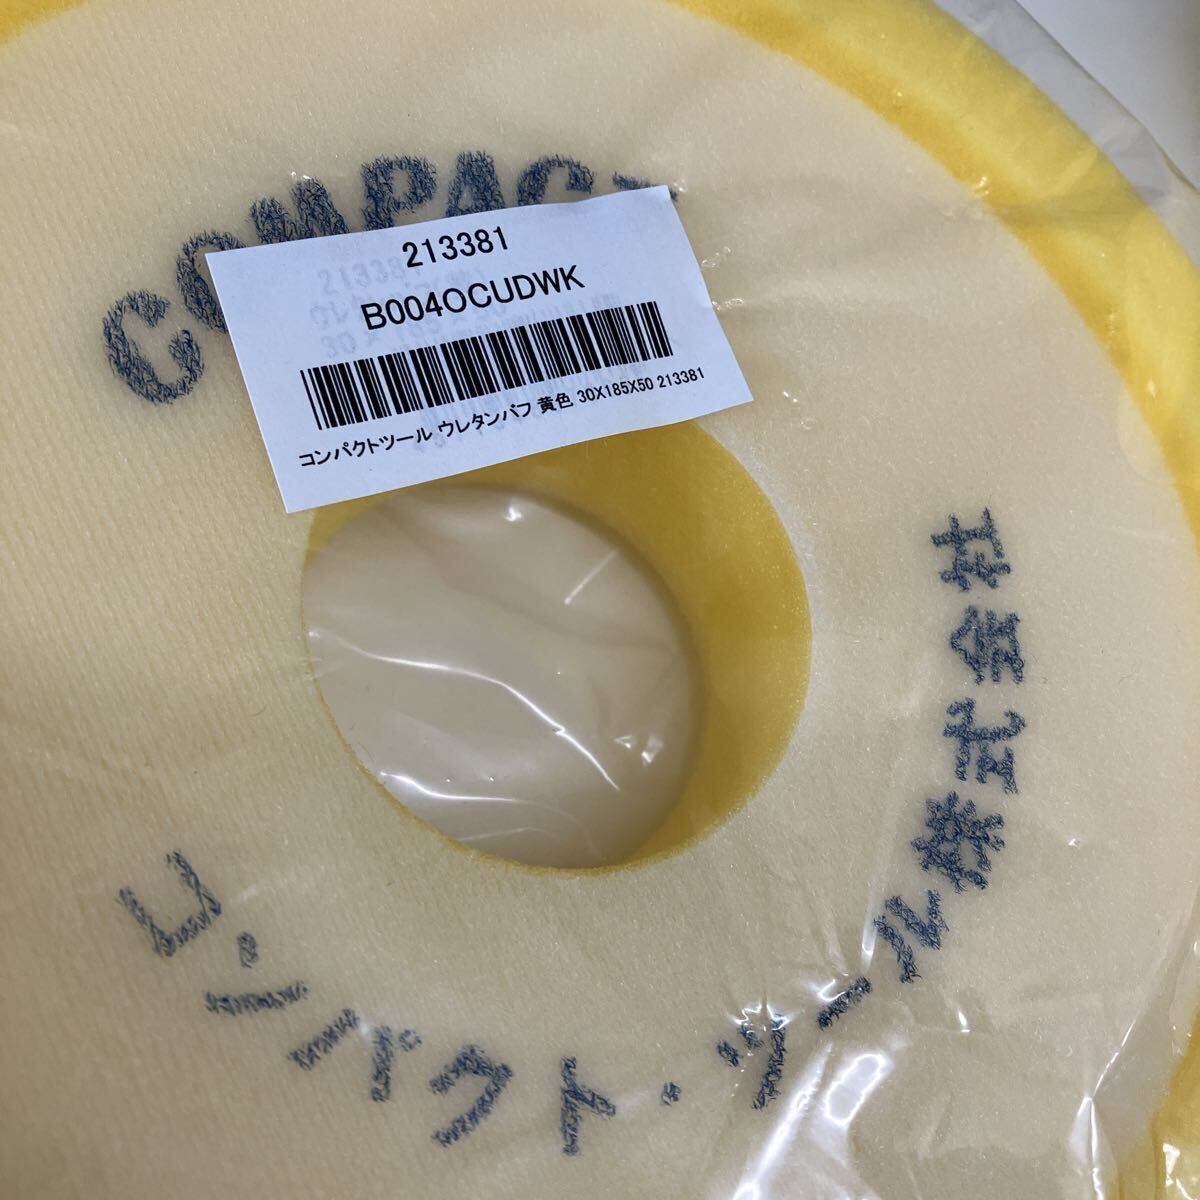 COMPACT
213381
B004OCUDWK
コンパクトツール ウレタンバフ 黄色 30X185X50 213381
コンパクト・ツール株式会社